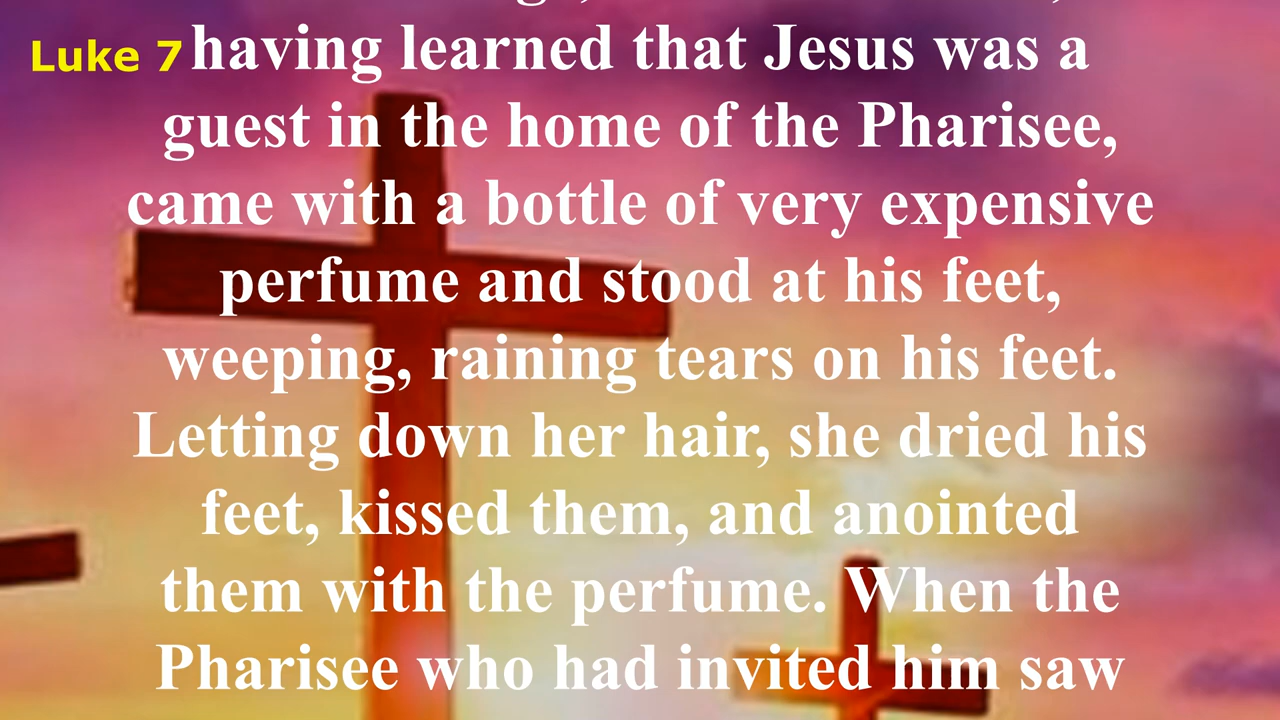 Luke 7
having learned that Jesus was a
guest in the home of the Pharisee,
came with a bottle of very expensive
perfume and stood at his feet,
weeping, raining tears on his feet.
Letting down her hair, she dried his
feet, kissed them, and anointed
them with the perfume. When the
Pharisee who had invited him saw